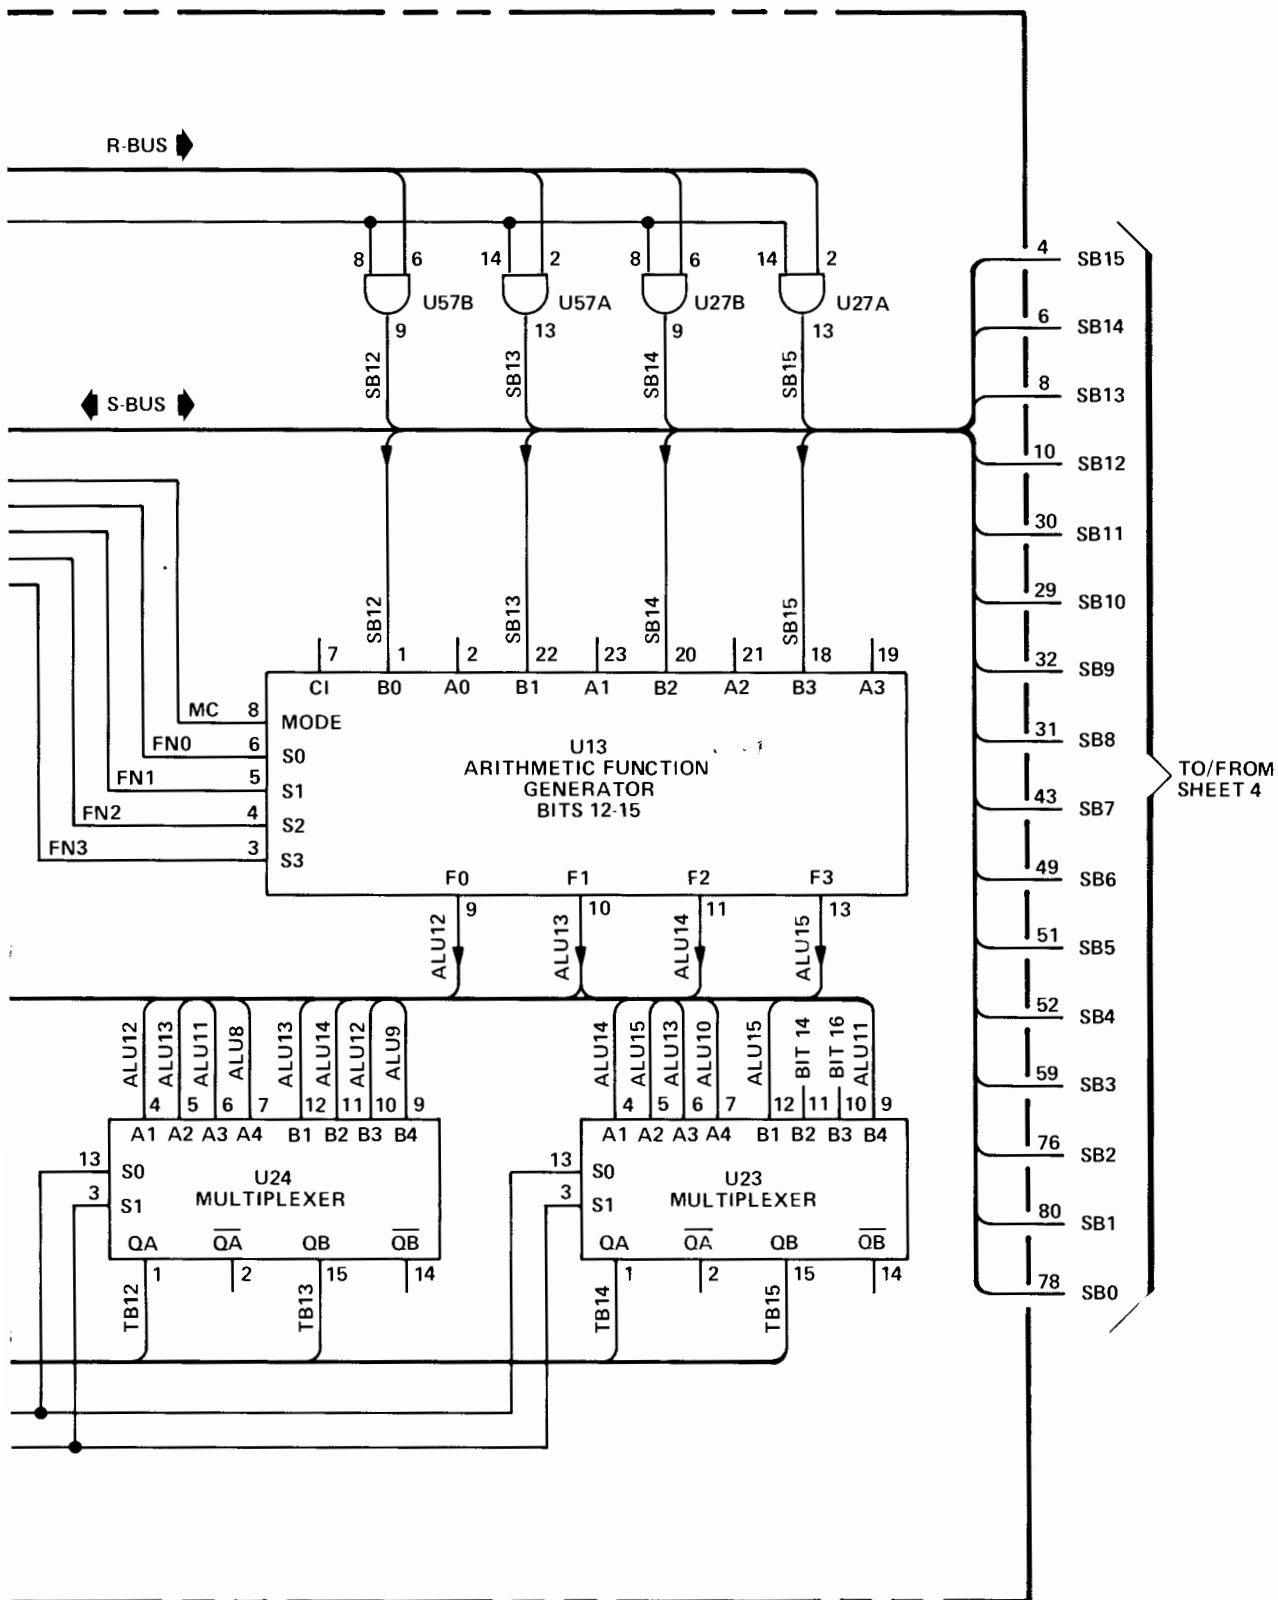 R-BUS
8 6 14 2 8 6 14 2
U57B U57A U27B U27A
9 13 9 13
SB12 SB13 SB14 SB15
S-BUS
SB12 SB13 SB14 SB15
7 1 2 22 23 20 21 18 19
CI B0 A0 B1 A1 B2 A2 B3 A3
MC 8 MODE
FN0 6 S0
FN1 5 S1
FN2 4 S2
FN3 3 S3
U13
ARITHMETIC FUNCTION
GENERATOR
BITS 12-15
F0 F1 F2 F3
9 10 11 13
ALU12 ALU13 ALU14 ALU15
ALU12 ALU13 ALU11 ALU8 ALU13 ALU14 ALU12 ALU9
4 5 6 7 12 11 10 9
A1 A2 A3 A4 B1 B2 B3 B4
13 S0
3 S1
U24
MULTIPLEXER
QA QA QB QB
1 2 15 14
TB12 TB13
ALU14 ALU15 ALU13 ALU10 ALU15 BIT 14 BIT 16 ALU11
4 5 6 7 12 11 10 9
A1 A2 A3 A4 B1 B2 B3 B4
13 S0
3 S1
U23
MULTIPLEXER
QA QA QB QB
1 2 15 14
TB14 TB15
4 SB15
6 SB14
8 SB13
10 SB12
30 SB11
29 SB10
32 SB9
31 SB8
43 SB7
49 SB6
51 SB5
52 SB4
59 SB3
76 SB2
80 SB1
78 SB0
TO/FROM
SHEET 4